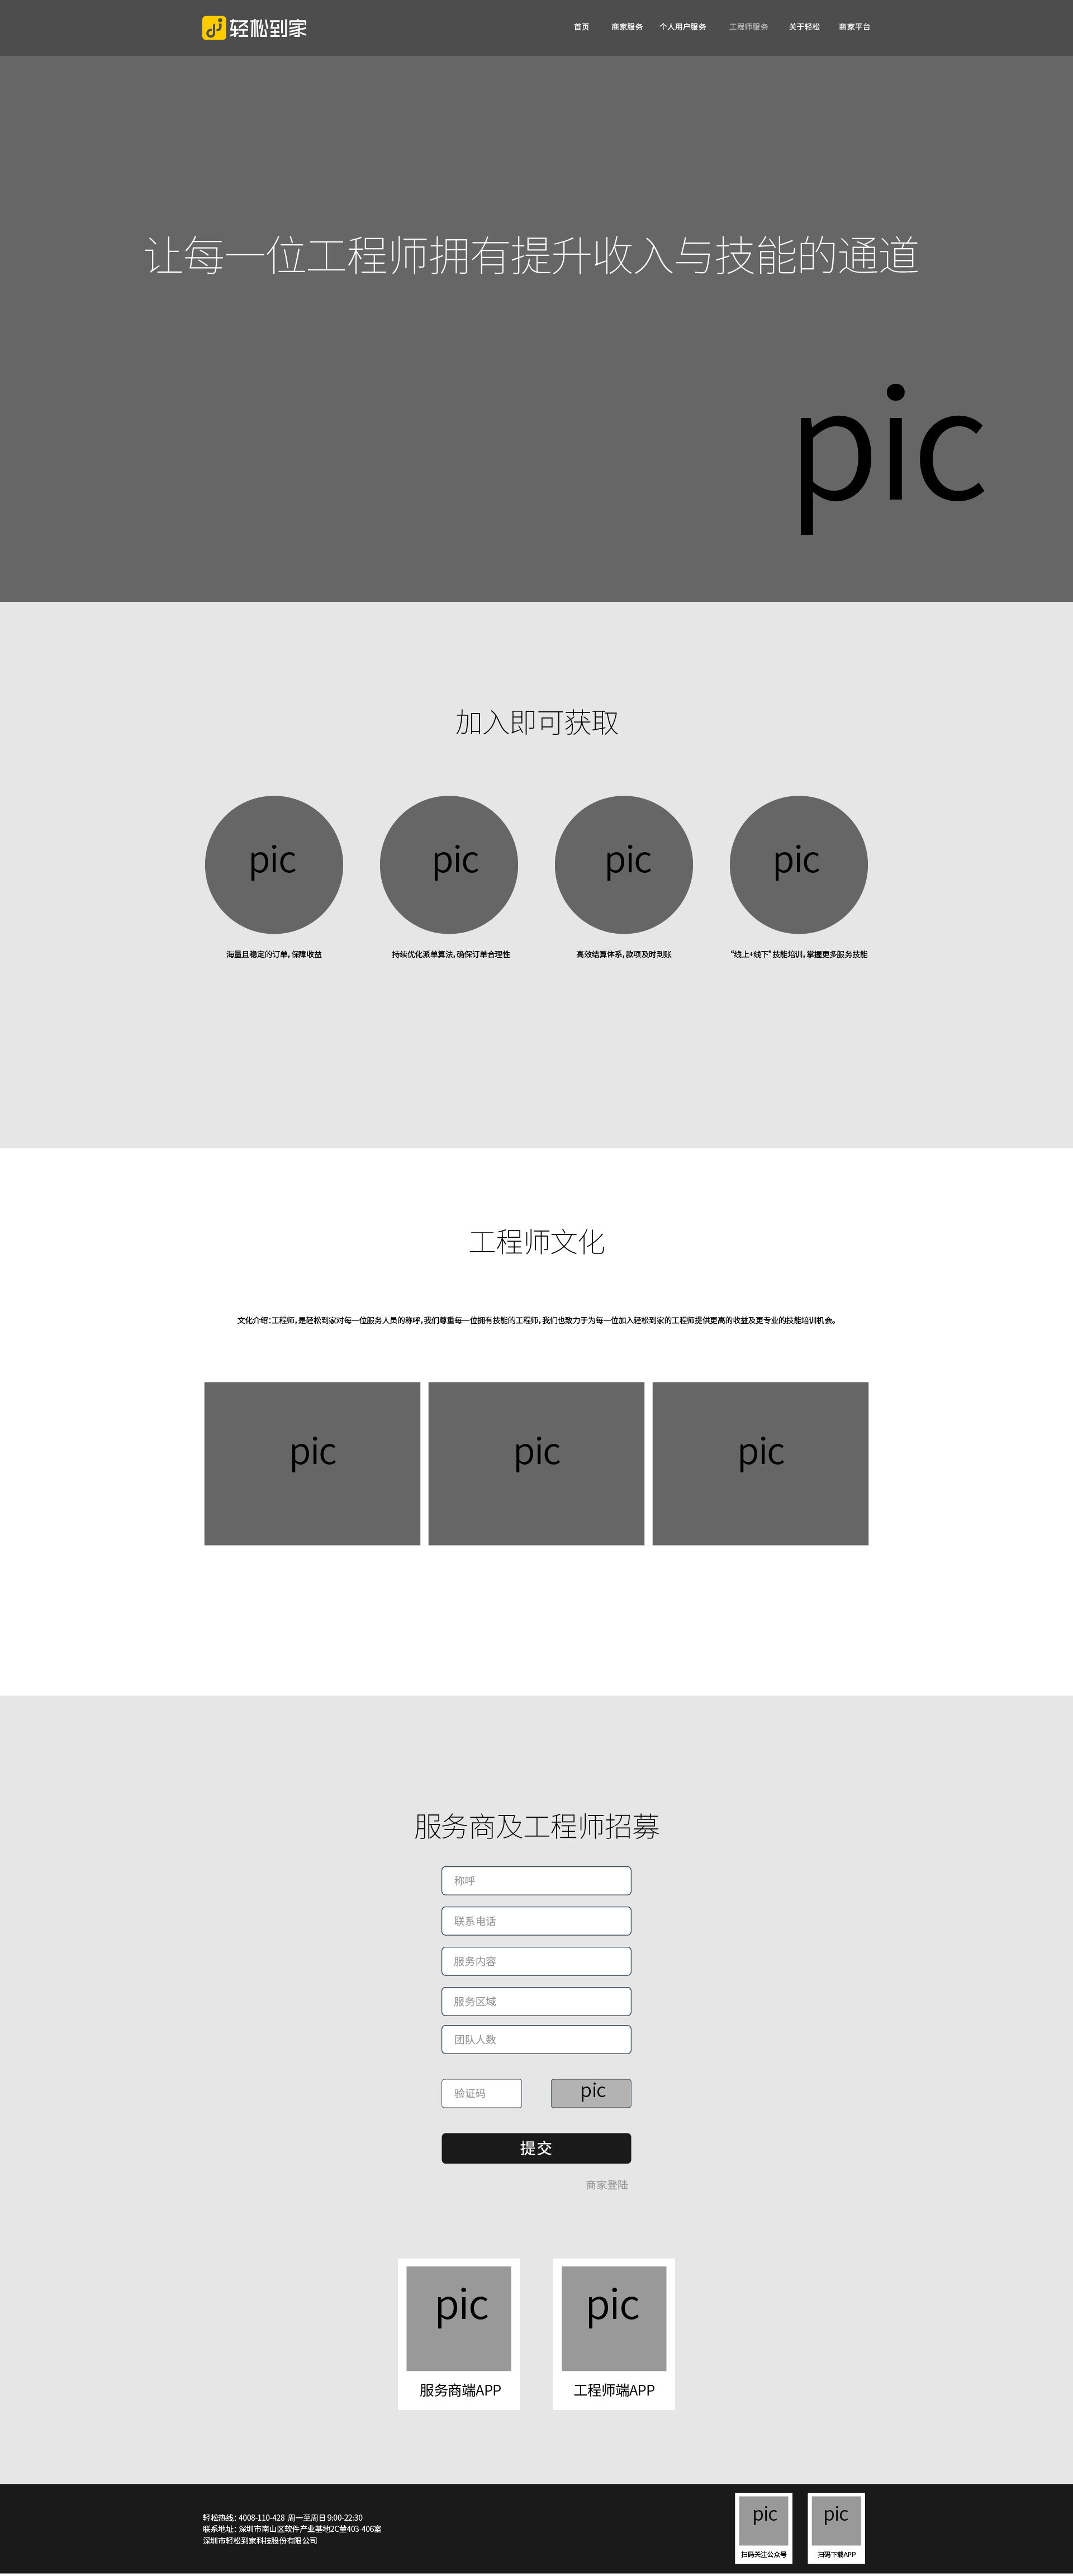 轻松到家
首页 商家服务 个人用户服务 工程师服务 关于轻松 商家平台
让每一位工程师拥有提升收入与技能的通道
pic
加入即可获取
pic pic pic pic
海量且稳定的订单,保障收益 持续优化派单算法,确保订单合理性 高效结算体系,款项及时到账 “线上+线下”技能培训,掌握更多服务技能
工程师文化
文化介绍:工程师,是轻松到家对每一位服务人员的称呼,我们尊重每一位拥有技能的工程师,我们也致力于为每一位加入轻松到家的工程师提供更高的收益及更专业的技能培训机会。
pic pic pic
服务商及工程师招募
称呼
联系电话
服务内容
服务区域
团队人数
验证码 pic
提交
商家登陆
pic pic
服务商端APP 工程师端APP
轻松热线:4008-110-428 周一至周日 9:00-22:30
联系地址:深圳市南山区软件产业基地2C董403-406室
深圳市轻松到家科技股份有限公司
pic pic
扫码关注公众号 扫码下载APP